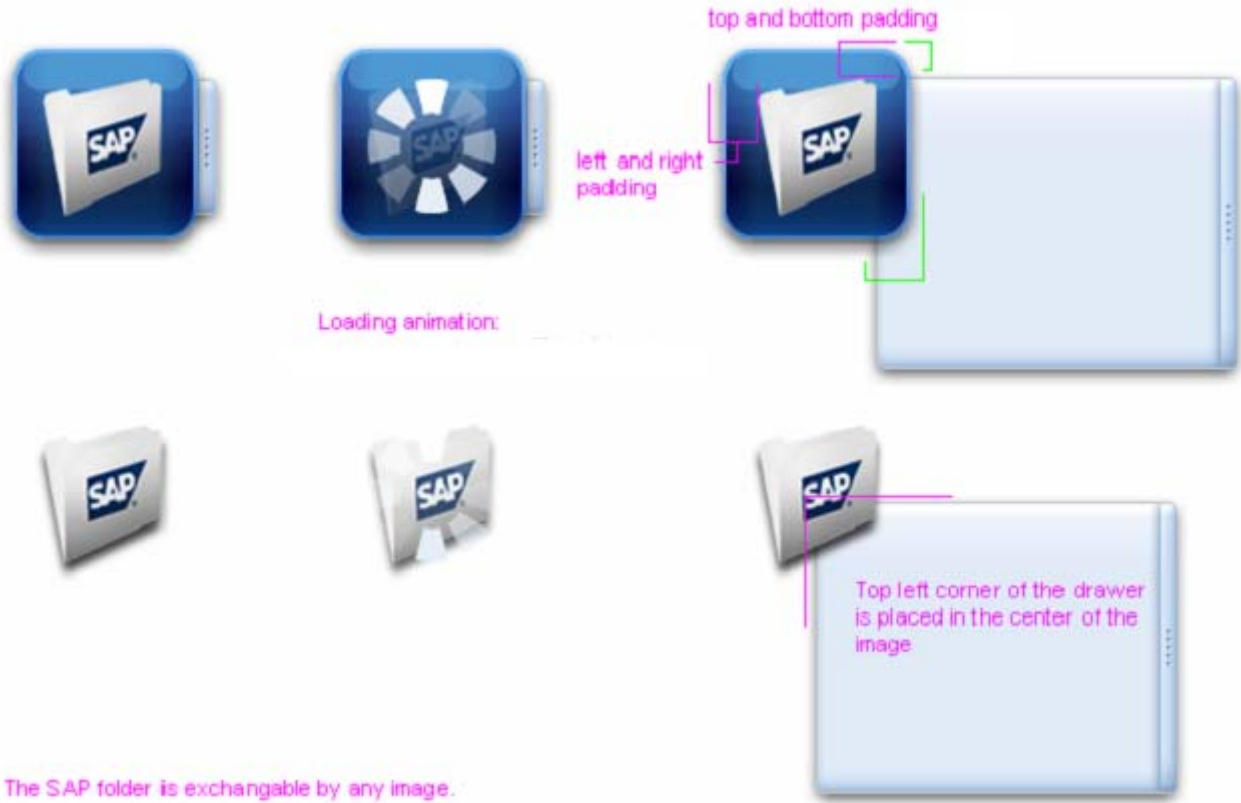 top and bottom padding
SAP
SAP
SAP
left and right
padding
Loading animation:
SAP
SAP
SAP
Top left corner of the drawer
is placed in the center of the
image
The SAP folder is exchangable by any image.